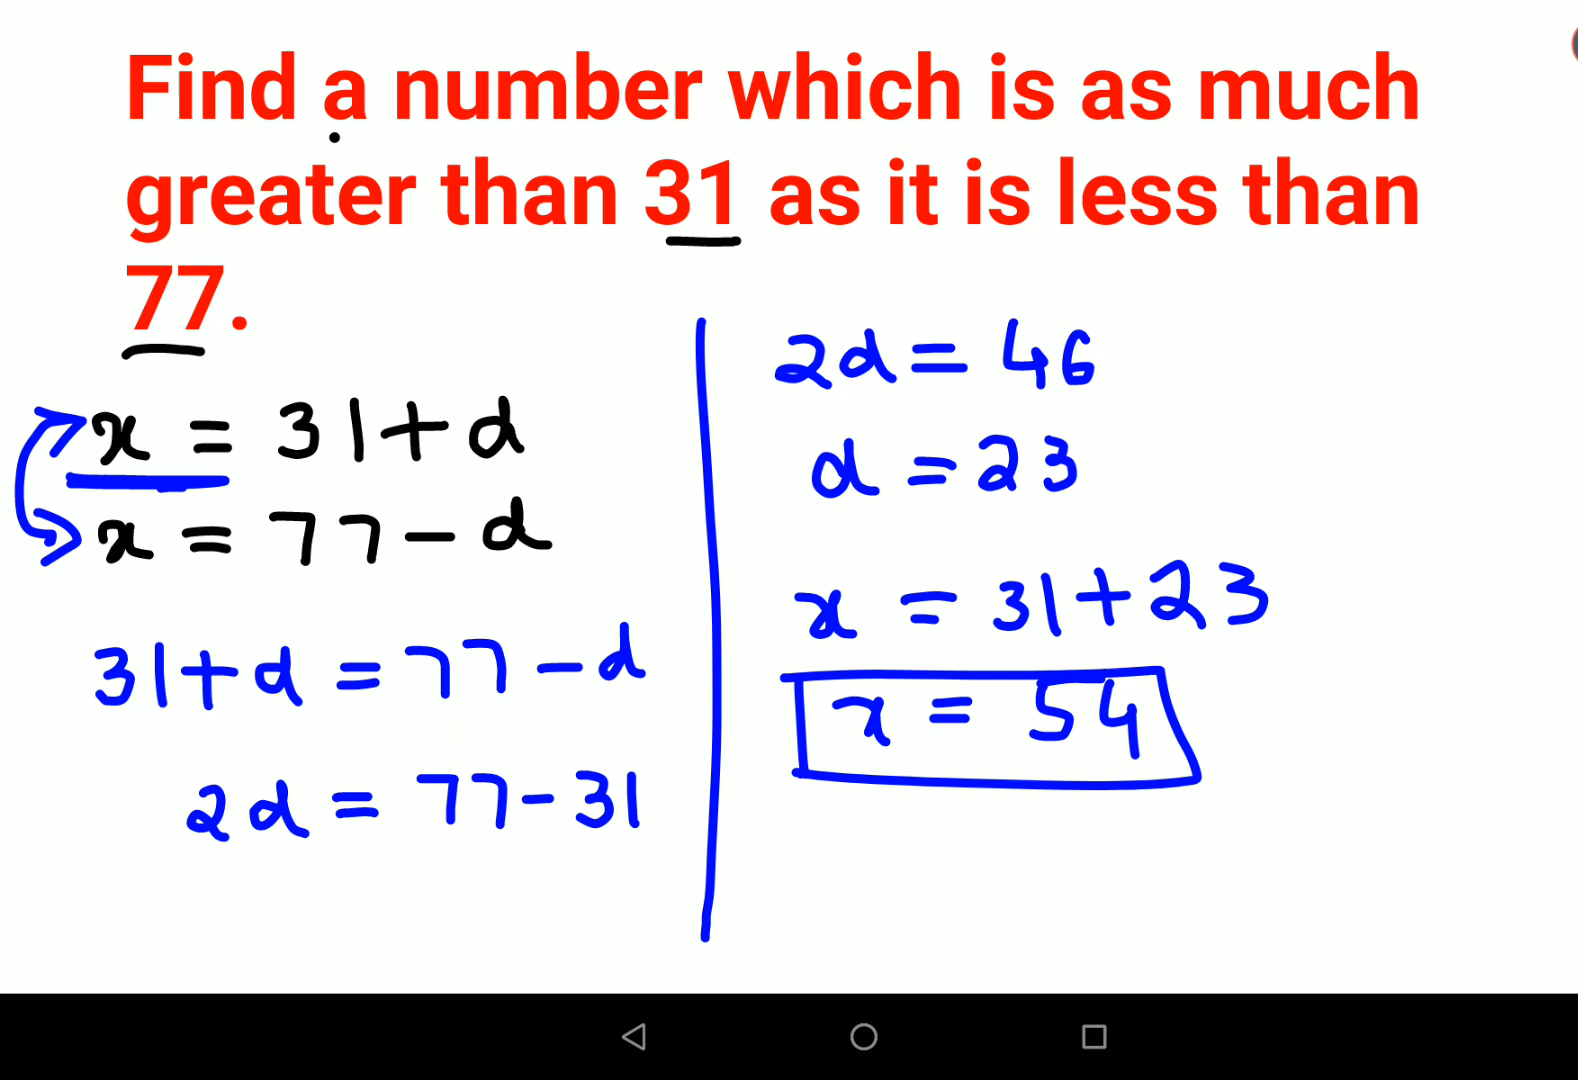 Find a number which is as much
greater than 31 as it is less than
77.
x = 31+d
x = 77-d
31+d = 77-d
2d = 77-31
2d = 46
d = 23
x = 31+23
x = 54